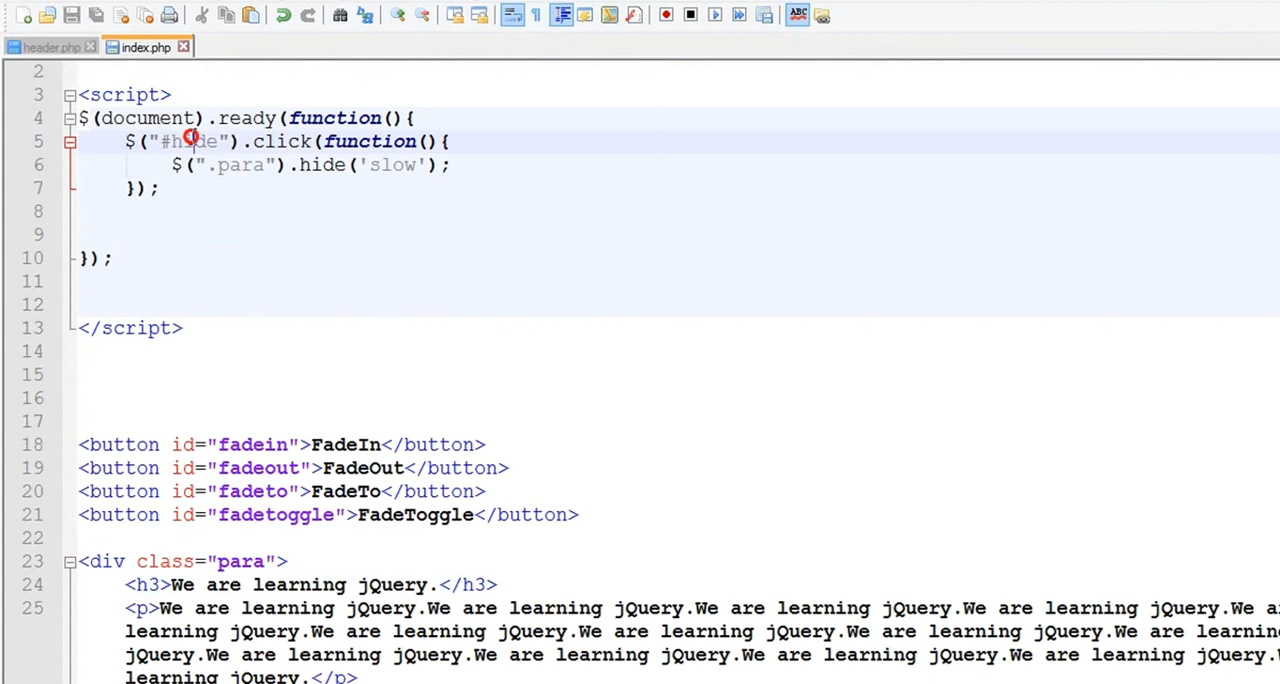 ABC
header.php index.php
2
3 <script>
4 $(document).ready(function(){
5 $("#hide").click(function(){
6 $(".para").hide('slow');
7 });
8
9
10 });
11
12
13 </script>
14
15
16
17
18 <button id="fadein">FadeIn</button>
19 <button id="fadeout">FadeOut</button>
20 <button id="fadeto">FadeTo</button>
21 <button id="fadetoggle">FadeToggle</button>
22
23 <div class="para">
24 <h3>We are learning jQuery.</h3>
25 <p>We are learning jQuery.We are learning jQuery.We are learning jQuery.We are learning jQuery.We a
learning jQuery.We are learning jQuery.We are learning jQuery.We are learning jQuery.We are learnin
jQuery.We are learning jQuery.We are learning jQuery.We are learning jQuery.We are learning jQuery.
learning jQuery.</p>